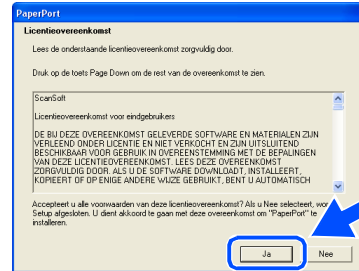 PaperPort
Licentieovereenkomst
Lees de onderstaande licentieovereenkomst zorgvuldig door.
Druk op de toets Page Down om de rest van de overeenkomst te zien.
ScanSoft
Licentieovereenkomst voor eindgebruikers
DE BIJ DEZE OVEREENKOMST GELEVERDE SOFTWARE EN MATERIALEN ZIJN
VERLEEND ONDER LICENTIE EN NIET VERKOCHT EN ZIJN UITSLUITEND
BESCHIKBAAR VOOR GEBRUIK IN OVEREENSTEMMING MET DE BEPALINGEN
VAN DEZE LICENTIEOVEREENKOMST. LEES DEZE OVEREENKOMST
ZORGVULDIG DOOR. ALS U DE SOFTWARE DOWNLOADT, INSTALLEERT,
KOPIEERT OF OP ENIGE ANDERE WIJZE GEBRUIKT, BENT U AUTOMATISCH
Accepteert u alle voorwaarden van deze licentieovereenkomst? Als u Nee selecteert, wor
Setup afgesloten. U dient akkoord te gaan met deze overeenkomst om "PaperPort" te
installeren.
Ja
Nee